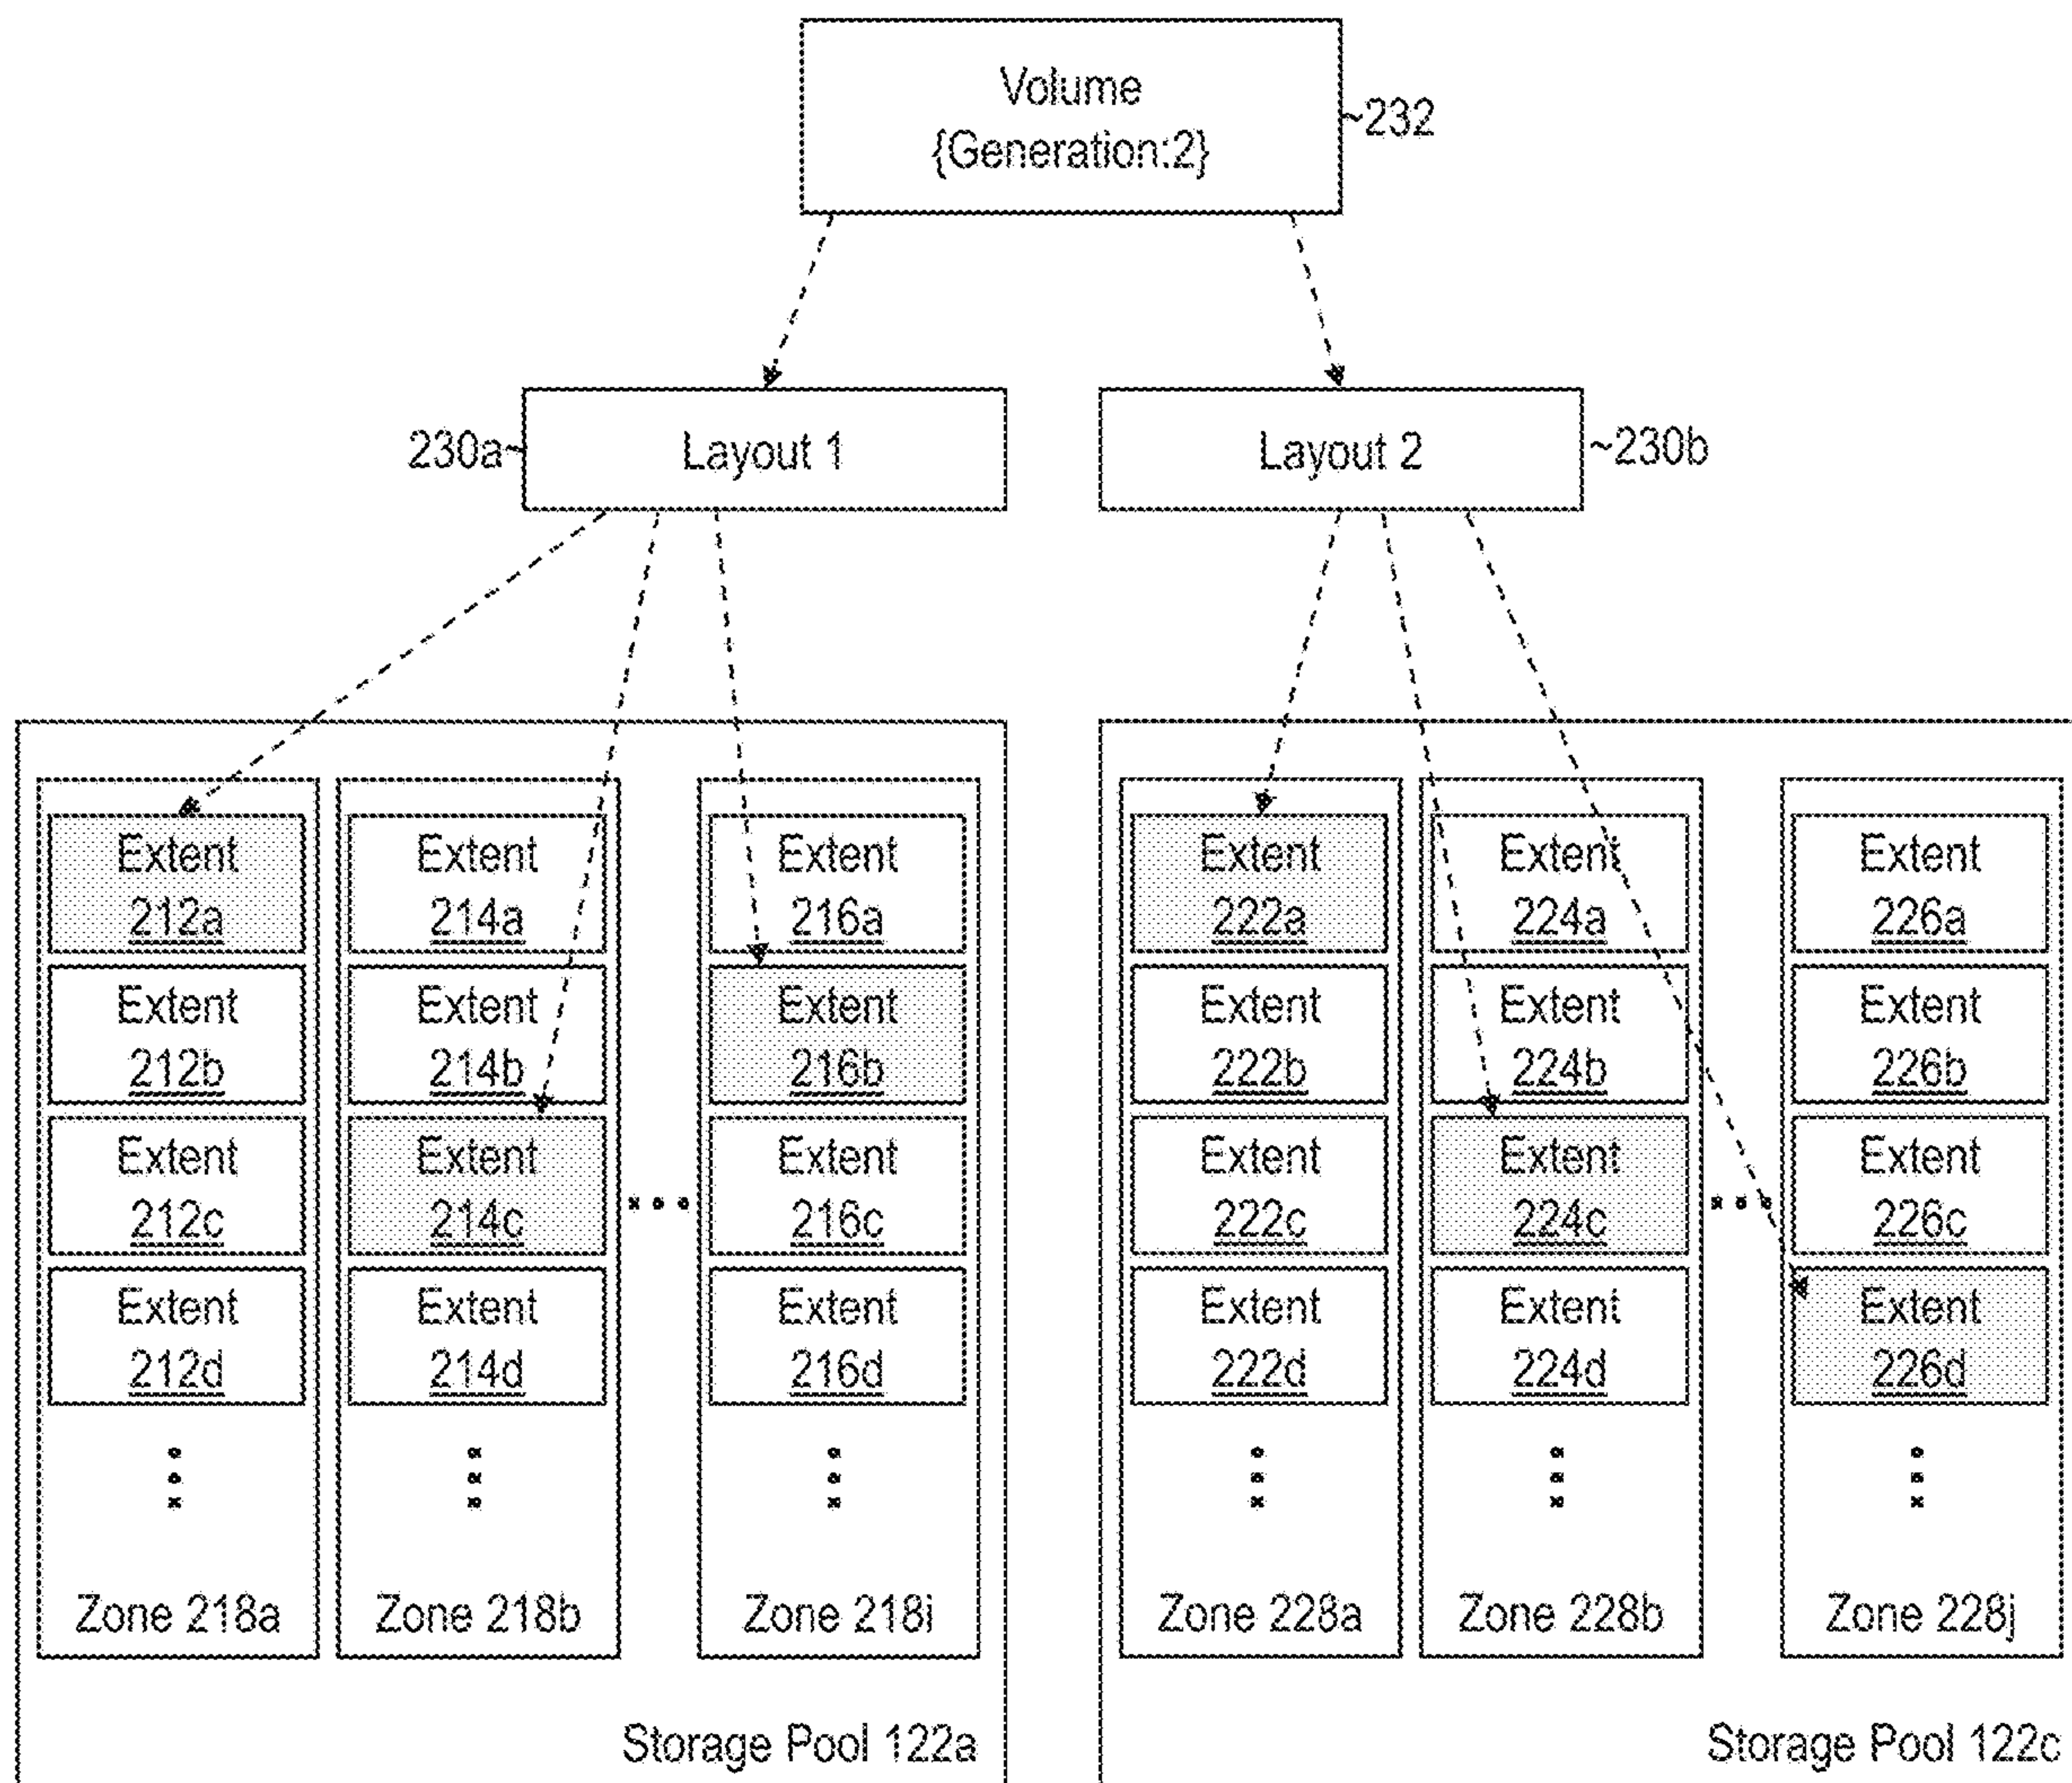 Volume
{Generation:2}
~232
230a~
Layout 1
Layout 2
~230b
Extent
212a
Extent
212b
Extent
212c
Extent
212d
Zone 218a
Extent
214a
Extent
214b
Extent
214c
Extent
214d
Zone 218b
Extent
216a
Extent
216b
Extent
216c
Extent
216d
Zone 218i
Storage Pool 122a
Extent
222a
Extent
222b
Extent
222c
Extent
222d
Zone 228a
Extent
224a
Extent
224b
Extent
224c
Extent
224d
Zone 228b
Extent
226a
Extent
226b
Extent
226c
Extent
226d
Zone 228j
Storage Pool 122c